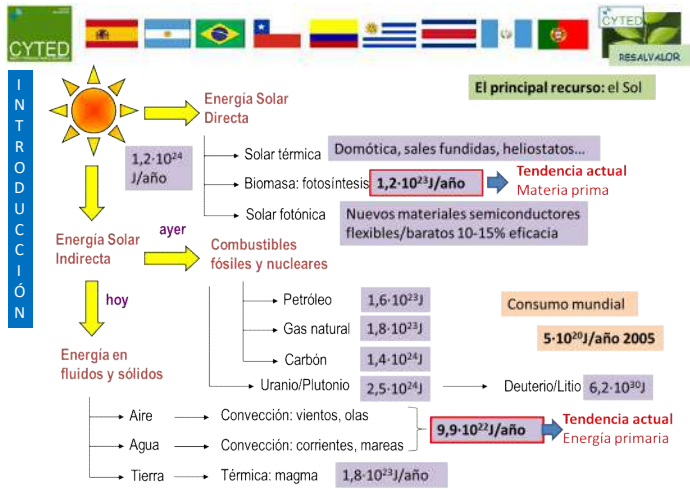 CYTED
CYTED
RESALVALOR
INTRODUCCIÓN
El principal recurso: el Sol
Energía Solar
Directa
1,2·10²⁴
J/año
Solar térmica
Domótica, sales fundidas, heliostatos...
Biomasa: fotosíntesis
1,2·10²³J/año
Tendencia actual
Materia prima
Solar fotónica
Nuevos materiales semiconductores
flexibles/baratos 10-15% eficacia
Energía Solar
Indirecta
ayer
Combustibles
fósiles y nucleares
hoy
Petróleo
1,6·10²³J
Gas natural
1,8·10²³J
Carbón
1,4·10²⁴J
Uranio/Plutonio
2,5·10²⁴J
Deuterio/Litio
6,2·10³⁰J
Consumo mundial
5·10²⁰J/año 2005
Energía en
fluidos y sólidos
Aire
Convección: vientos, olas
Agua
Convección: corrientes, mareas
9,9·10²²J/año
Tendencia actual
Energía primaria
Tierra
Térmica: magma
1,8·10²³J/año